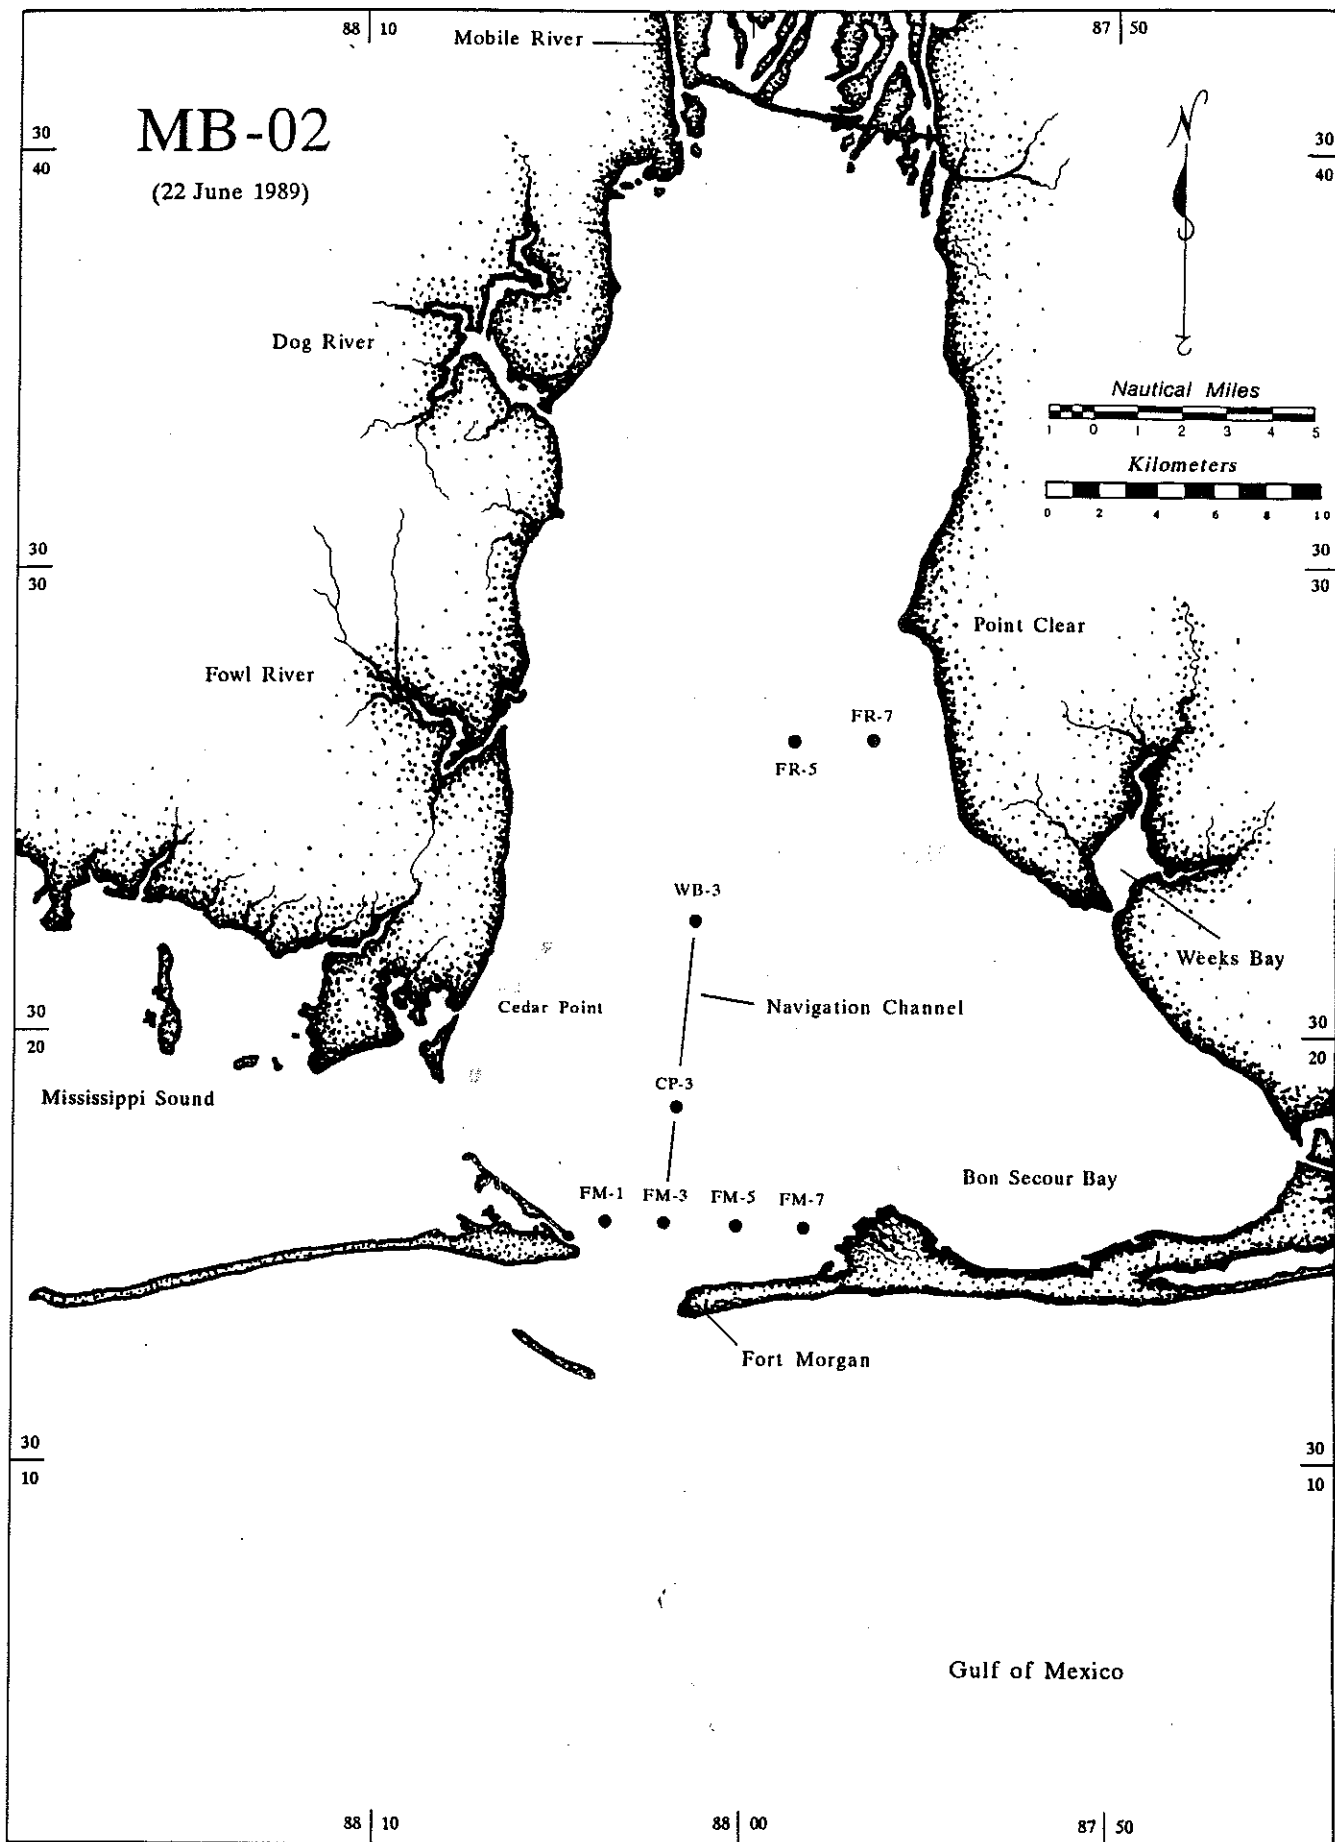 88 10
87 50
Mobile River
MB-02
(22 June 1989)
30
40
30
40
N
Dog River
Nautical Miles
1 0 1 2 3 4 5
Kilometers
0 2 4 6 8 10
30
30
30
30
Point Clear
Fowl River
FR-7
FR-5
WB-3
Weeks Bay
Cedar Point
Navigation Channel
30
20
30
20
CP-3
Mississippi Sound
Bon Secour Bay
FM-1 FM-3 FM-5 FM-7
Fort Morgan
30
10
30
10
Gulf of Mexico
88 10
88 00
87 50